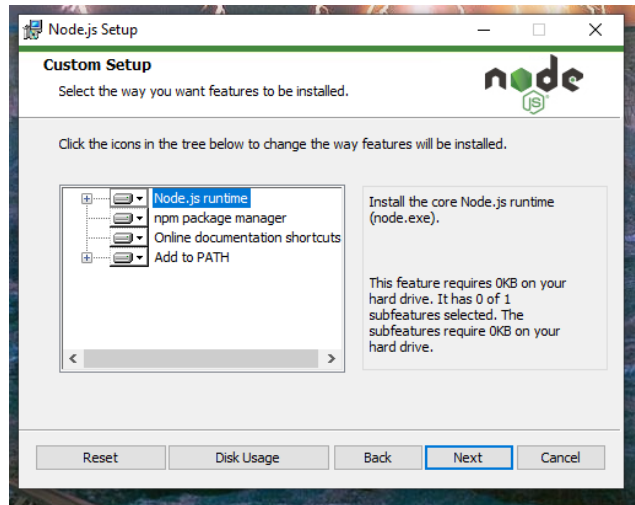 Node.js Setup
Custom Setup
Select the way you want features to be installed.
node
JS
Click the icons in the tree below to change the way features will be installed.
Node.js runtime
npm package manager
Online documentation shortcuts
Add to PATH
Install the core Node.js runtime
(node.exe).
This feature requires 0KB on your
hard drive. It has 0 of 1
subfeatures selected. The
subfeatures require 0KB on your
hard drive.
Reset
Disk Usage
Back
Next
Cancel